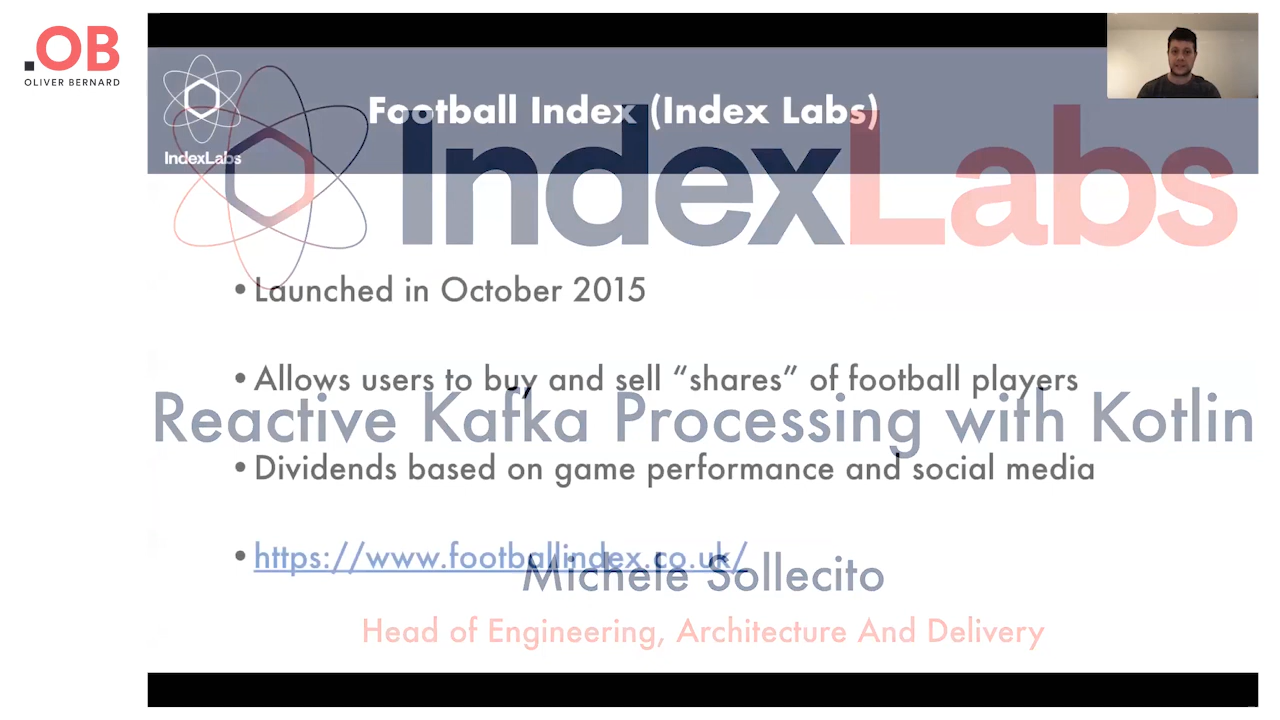 .OB
OLIVER BERNARD
IndexLabs
Football Index (Index Labs)
IndexLabs
• Launched in October 2015
• Allows users to buy and sell “shares” of football players
Reactive Kafka Processing with Kotlin
• Dividends based on game performance and social media
• https://www.footballindex.co.uk/
Michele Sollecito
Head of Engineering, Architecture And Delivery